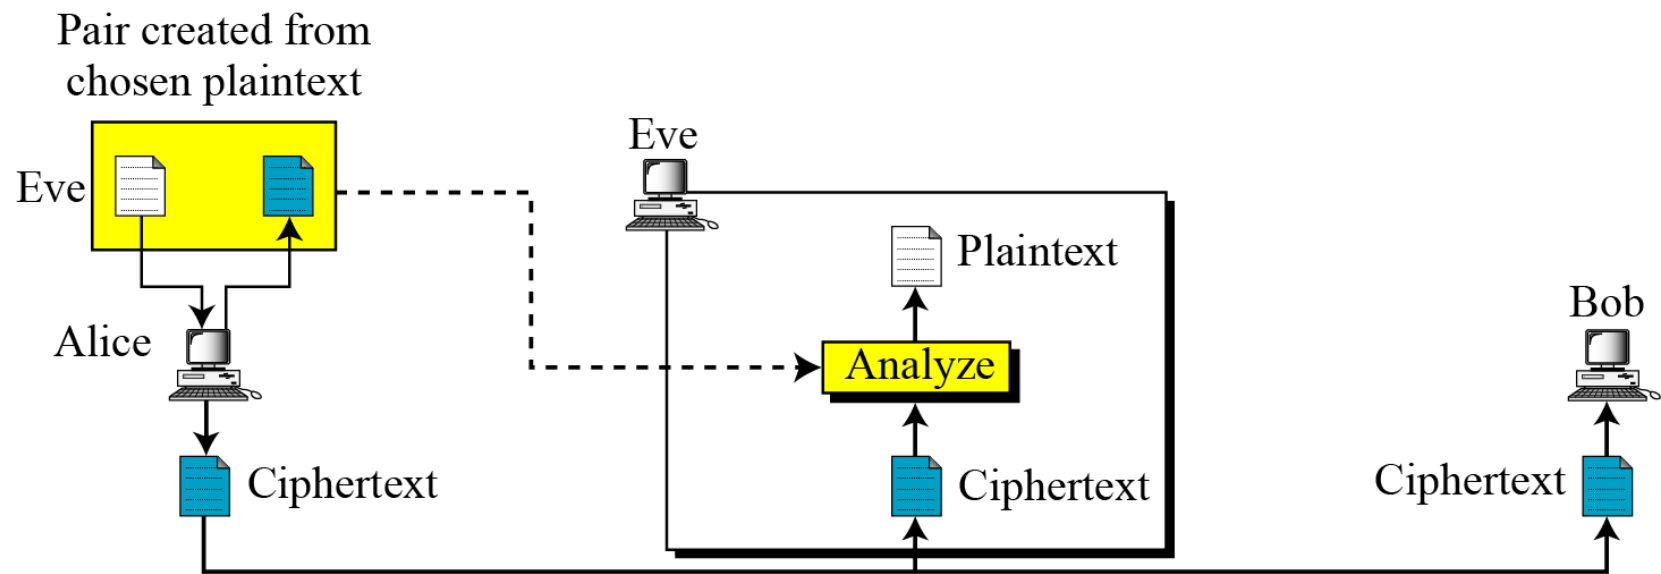 Pair created from
chosen plaintext
Eve
Eve
Plaintext
Bob
Alice
Analyze
Ciphertext
Ciphertext
Ciphertext